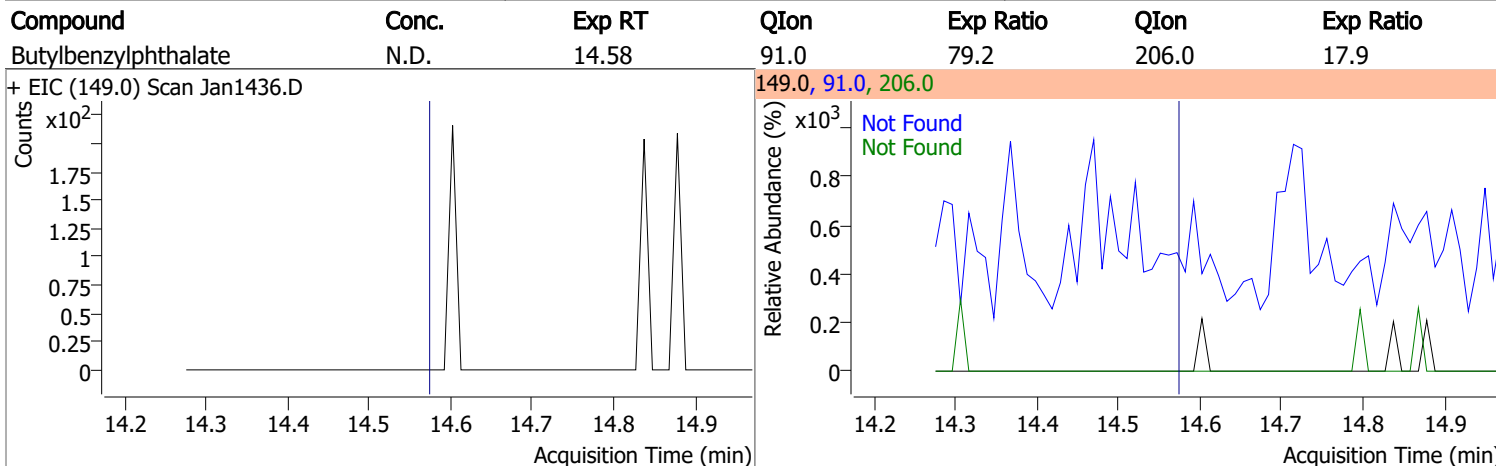 Compound Conc. Exp RT QIon Exp Ratio QIon Exp Ratio
Butylbenzylphthalate N.D. 14.58 91.0 79.2 206.0 17.9
+ EIC (149.0) Scan Jan1436.D
Counts
x10²
1.75
1.5
1.25
1
0.75
0.5
0.25
0
14.2 14.3 14.4 14.5 14.6 14.7 14.8 14.9
Acquisition Time (min)
149.0, 91.0, 206.0
Relative Abundance (%)
x10³
Not Found
Not Found
0.8
0.6
0.4
0.2
0
14.2 14.3 14.4 14.5 14.6 14.7 14.8 14.9
Acquisition Time (min)